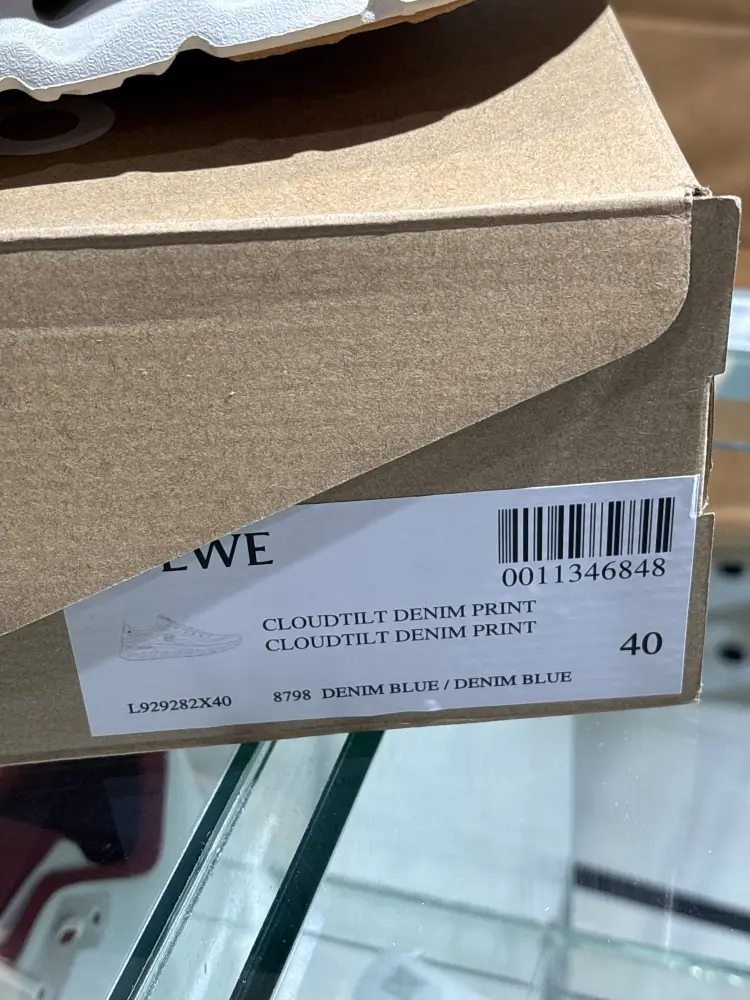 EWE
0011346848
CLOUDTILT DENIM PRINT
CLOUDTILT DENIM PRINT
40
L929282X40
8798 DENIM BLUE / DENIM BLUE